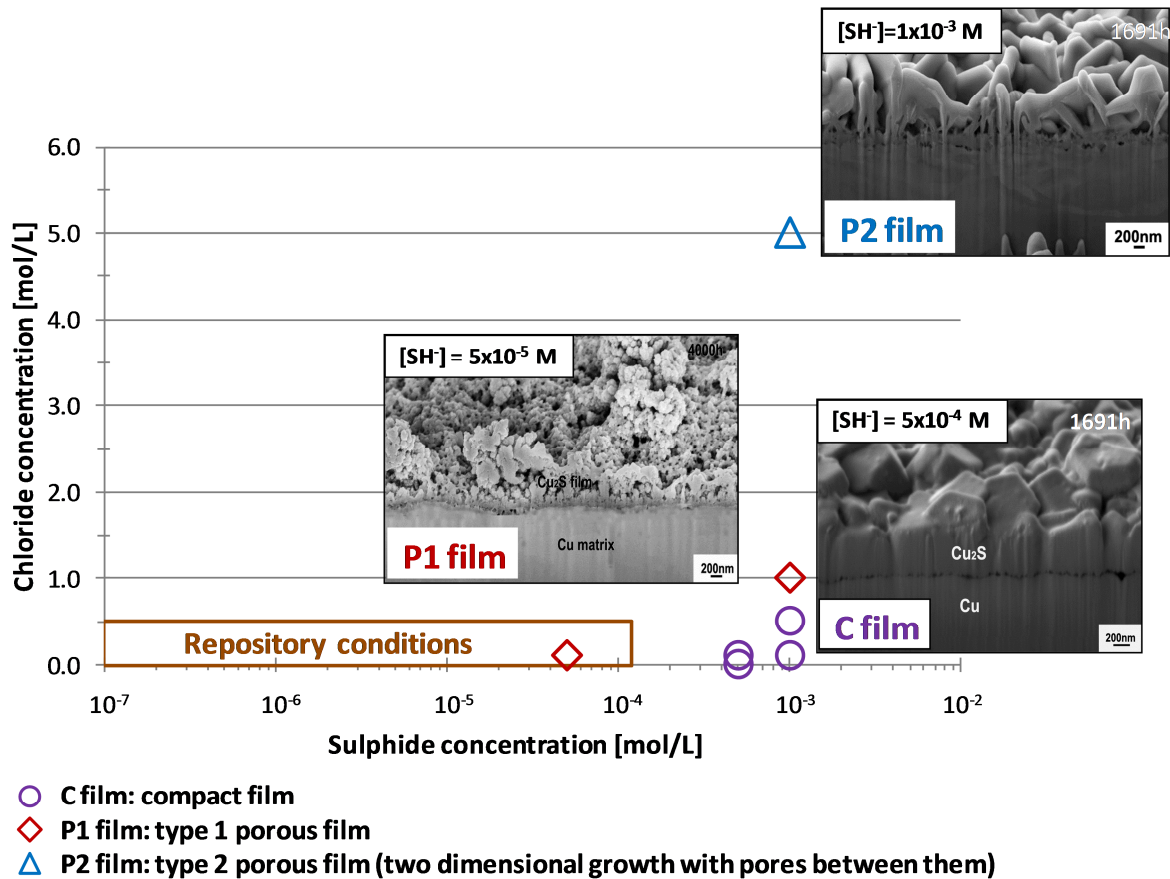 [SH-]=1x10-3 M
1691h
P2 film
200nm
6.0
5.0
4.0
3.0
2.0
1.0
0.0
Chloride concentration [mol/L]
[SH-] = 5x10-5 M
4000h
Cu2S film
Cu matrix
P1 film
200nm
[SH-] = 5x10-4 M
1691h
Cu2S
Cu
C film
200nm
Repository conditions
10-7 10-6 10-5 10-4 10-3 10-2
Sulphide concentration [mol/L]
C film: compact film
P1 film: type 1 porous film
P2 film: type 2 porous film (two dimensional growth with pores between them)